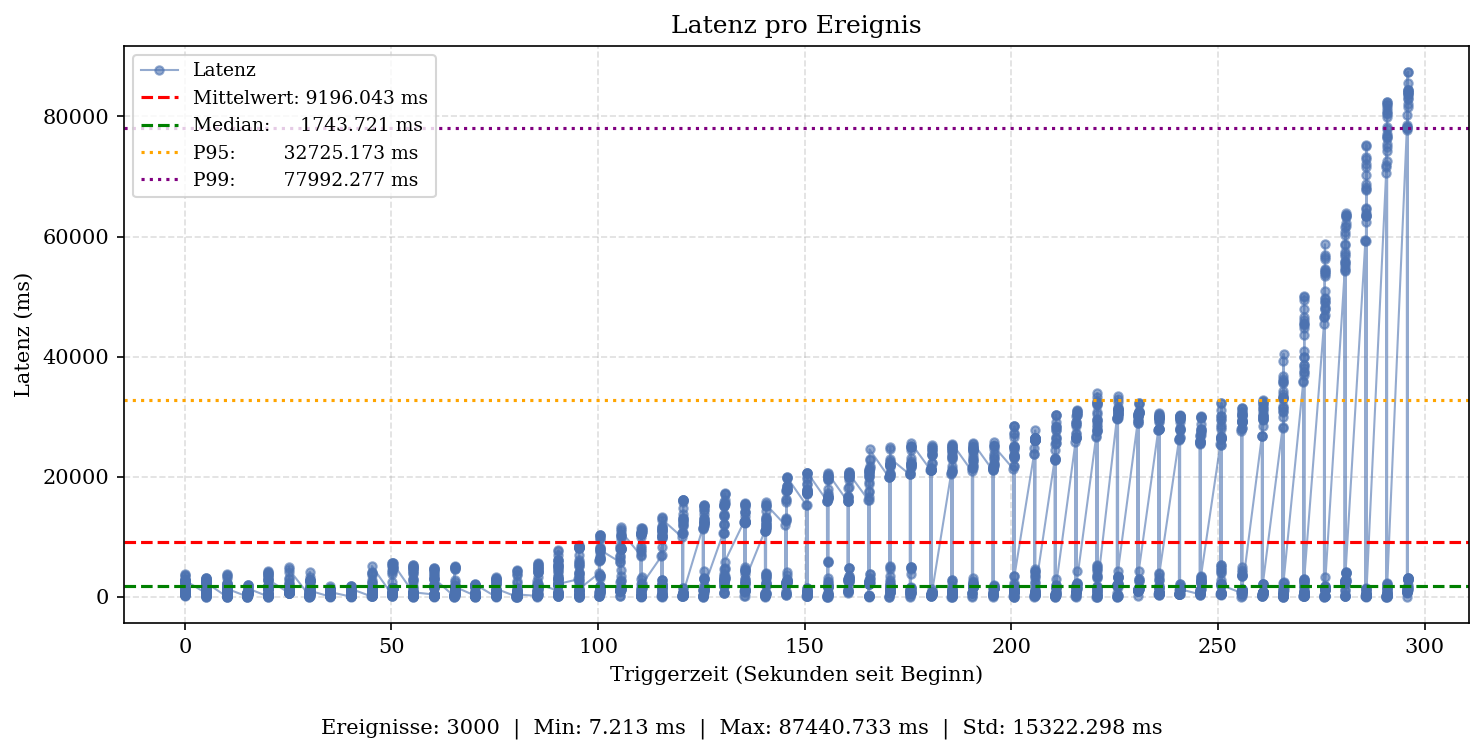 Latenz pro Ereignis
Latenz
Mittelwert: 9196.043 ms
Median: 1743.721 ms
P95: 32725.173 ms
P99: 77992.277 ms
Latenz (ms)
80000
60000
40000
20000
0
0 50 100 150 200 250 300
Triggerzeit (Sekunden seit Beginn)
Ereignisse: 3000 | Min: 7.213 ms | Max: 87440.733 ms | Std: 15322.298 ms